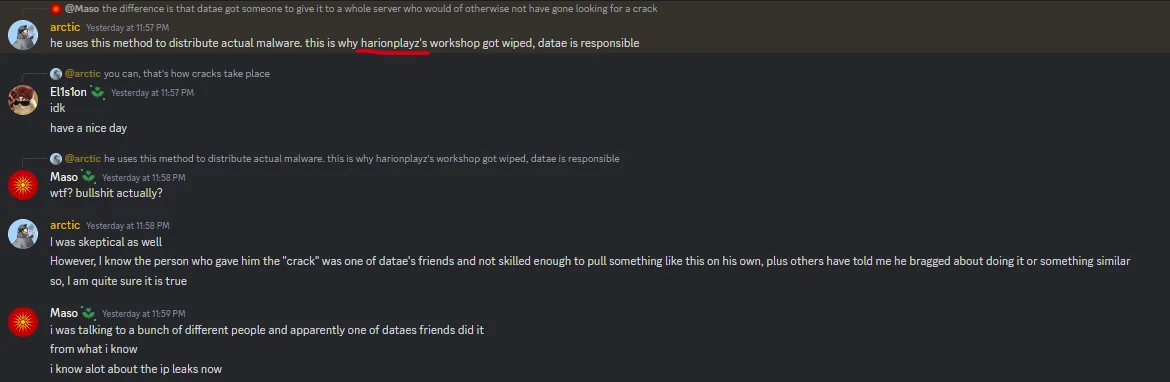 @Maso the difference is that datae got someone to give it to a whole server who would of otherwise not have gone looking for a crack
arctic Yesterday at 11:57 PM
he uses this method to distribute actual malware. this is why harionplayz's workshop got wiped, datae is responsible
@arctic you can, that's how cracks take place
El1s1on Yesterday at 11:57 PM
idk
have a nice day
@arctic he uses this method to distribute actual malware. this is why harionplayz's workshop got wiped, datae is responsible
Maso Yesterday at 11:58 PM
wtf? bullshit actually?
arctic Yesterday at 11:58 PM
I was skeptical as well
However, I know the person who gave him the "crack" was one of datae's friends and not skilled enough to pull something like this on his own, plus others have told me he bragged about doing it or something similar
so, I am quite sure it is true
Maso Yesterday at 11:59 PM
i was talking to a bunch of different people and apparently one of dataes friends did it
from what i know
i know alot about the ip leaks now